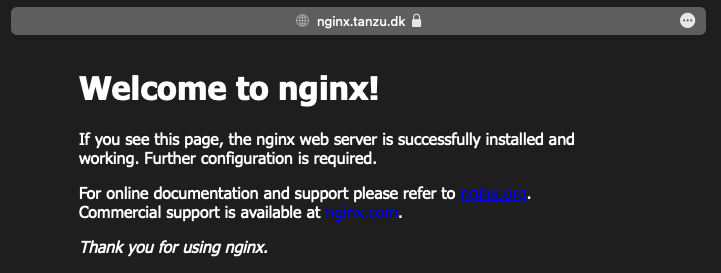 nginx.tanzu.dk
Welcome to nginx!
If you see this page, the nginx web server is successfully installed and
working. Further configuration is required.
For online documentation and support please refer to nginx.org.
Commercial support is available at nginx.com.
Thank you for using nginx.